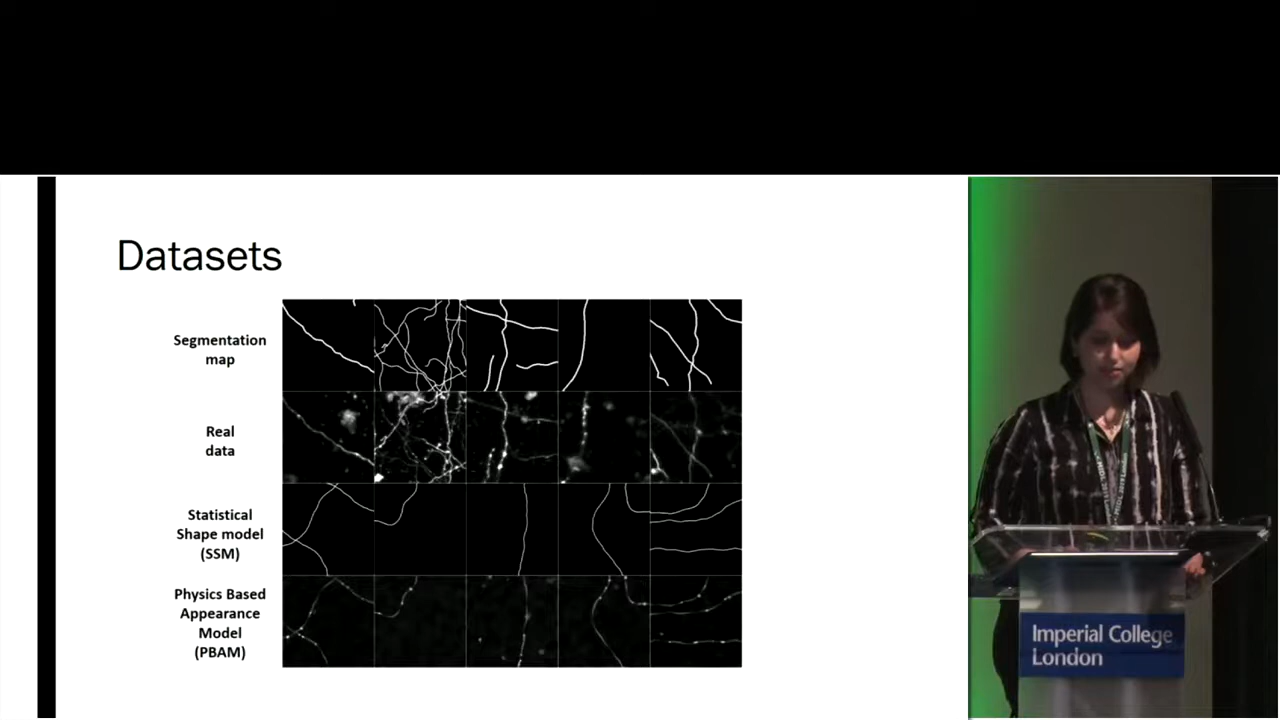 Datasets
Segmentation
map
Real
data
Statistical
Shape model
(SSM)
Physics Based
Appearance
Model
(PBAM)
Imperial College
London